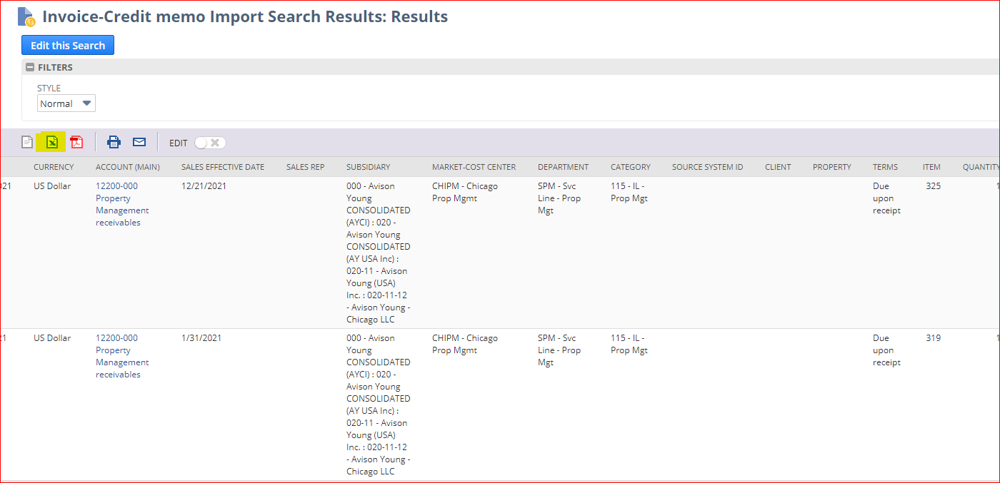 Invoice-Credit memo Import Search Results: Results
Edit this Search
FILTERS
STYLE
Normal
EDIT
CURRENCY ACCOUNT (MAIN) SALES EFFECTIVE DATE SALES REP SUBSIDIARY MARKET-COST CENTER DEPARTMENT CATEGORY SOURCE SYSTEM ID CLIENT PROPERTY TERMS ITEM QUANTITY
021 US Dollar 12200-000 12/21/2021 000 - Avison CHIPM - Chicago SPM - Svc 115 - IL - Due 325 1
Property Young Prop Mgmt Line - Prop Prop Mgt upon
Management CONSOLIDATED Mgt receipt
receivables (AYCI) : 020 -
Avison Young
CONSOLIDATED
(AY USA Inc) :
020-11 - Avison
Young (USA)
Inc. : 020-11-12
- Avison Young -
Chicago LLC
21 US Dollar 12200-000 1/31/2021 000 - Avison CHIPM - Chicago SPM - Svc 115 - IL - Due 319 1
Property Young Prop Mgmt Line - Prop Prop Mgt upon
Management CONSOLIDATED Mgt receipt
receivables (AYCI) : 020 -
Avison Young
CONSOLIDATED
(AY USA Inc) :
020-11 - Avison
Young (USA)
Inc. : 020-11-12
- Avison Young -
Chicago LLC